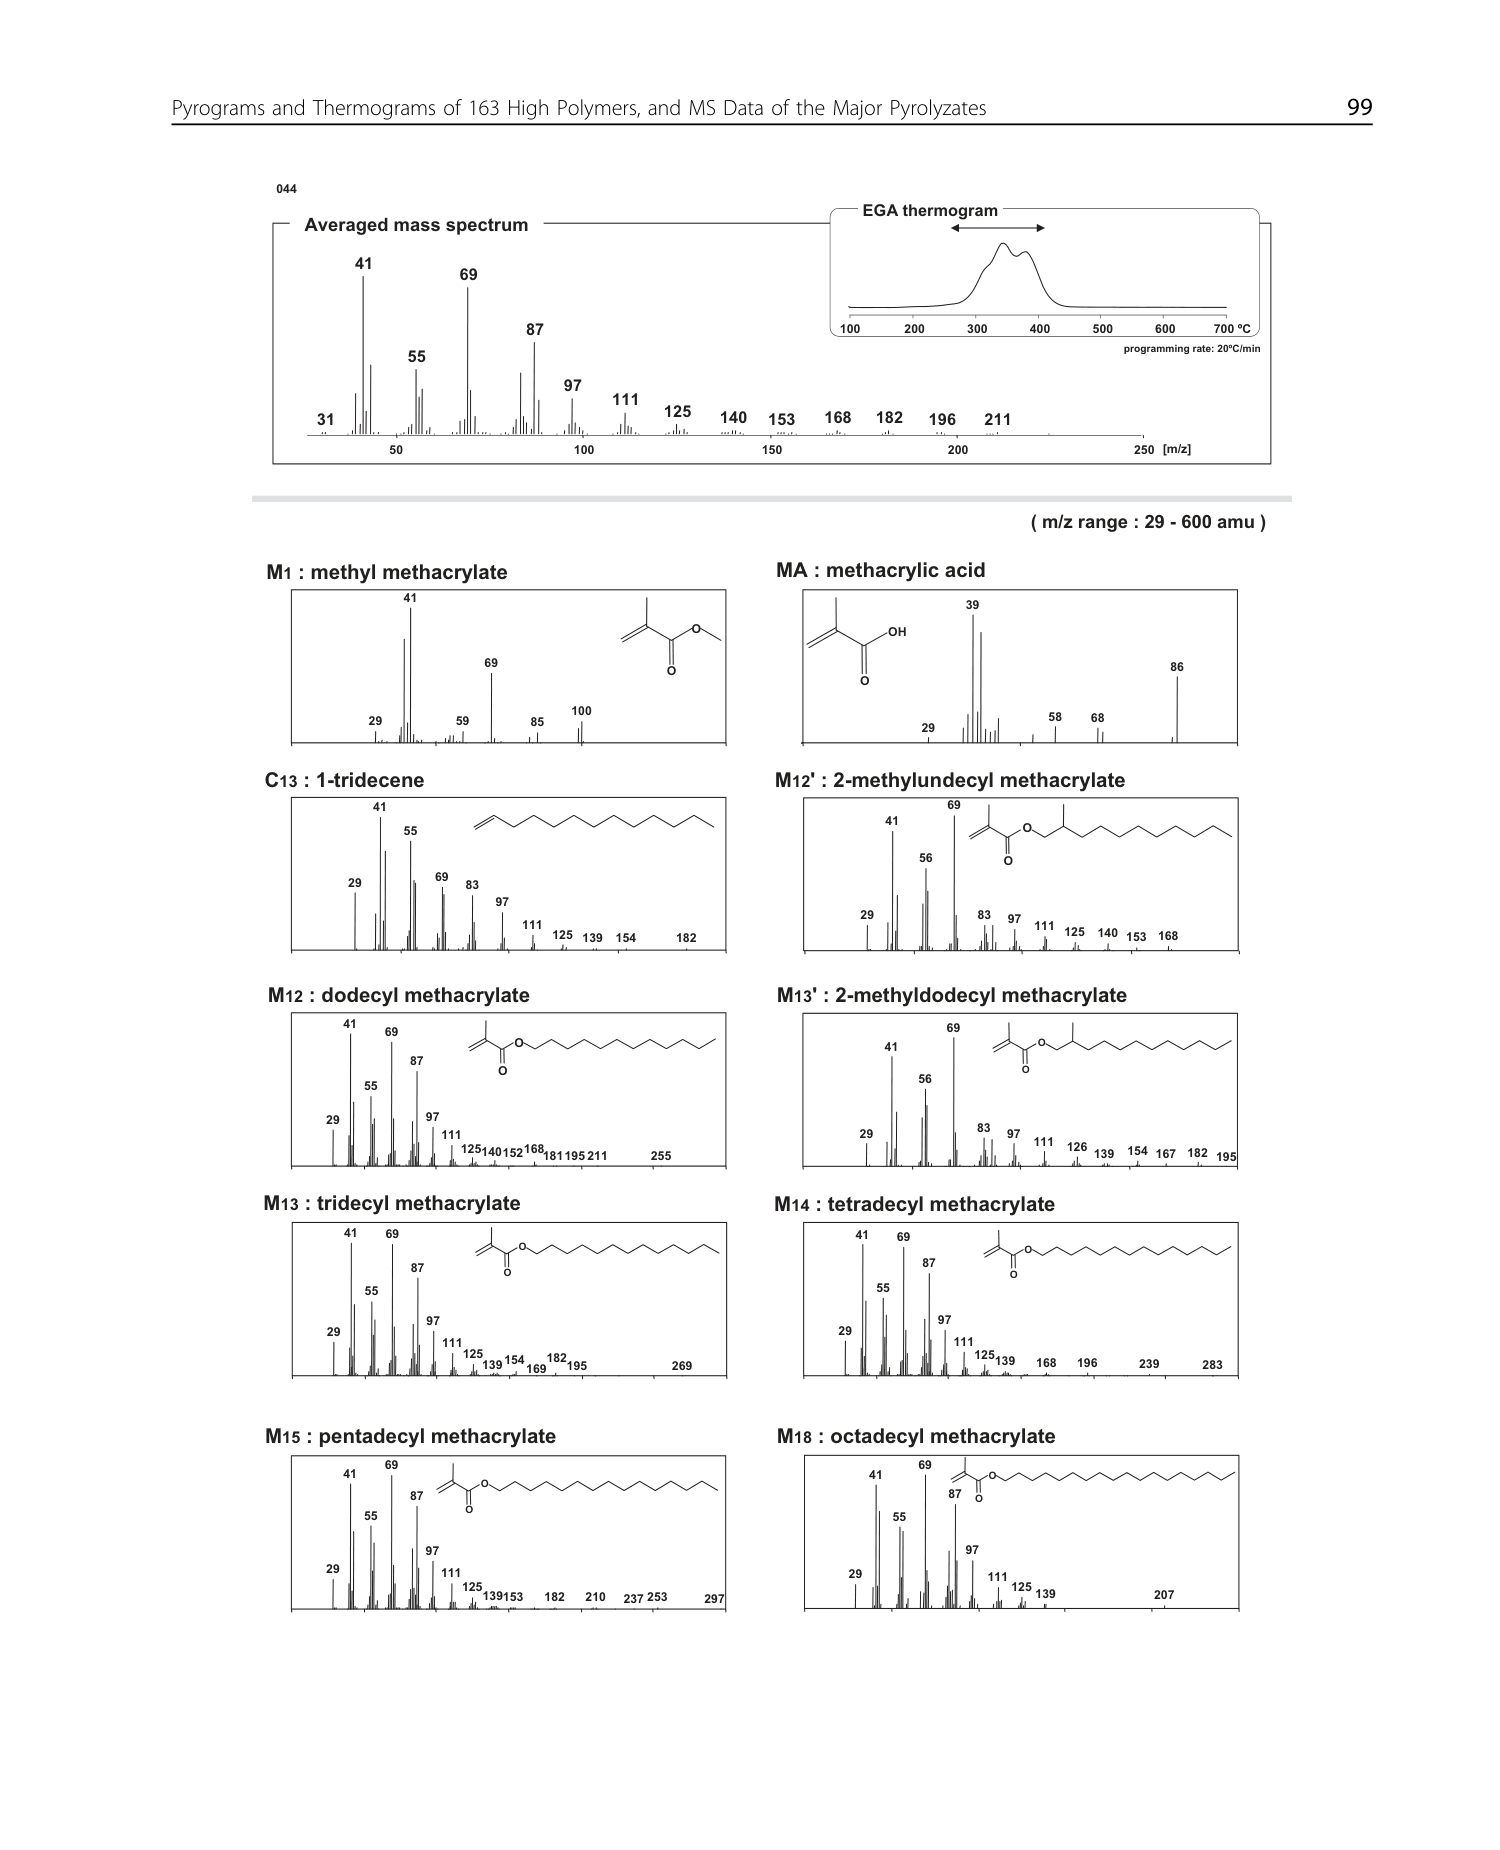 Pyrograms and Thermograms of 163 High Polymers, and MS Data of the Major Pyrolyzates 99
044
Averaged mass spectrum
EGA thermogram
41
69
87
55
97
111
31 125 140 153 168 182 196 211
50 100 150 200 250 [m/z]
100 200 300 400 500 600 700 ºC
programming rate: 20ºC/min
( m/z range : 29 - 600 amu )
M1 : methyl methacrylate
41
69
29 59 85 100
O
O
MA : methacrylic acid
39
86
29 58 68
OH
O
C13 : 1-tridecene
41
55
29 69 83
97
111 125 139 154 182
M12' : 2-methylundecyl methacrylate
69
41
56
29 83 97 111 125 140 153 168
O
O
M12 : dodecyl methacrylate
41
69
87
55
29 97
111 125 140 152 168 181 195 211 255
O
O
M13' : 2-methyldodecyl methacrylate
69
41
56
29 83 97 111 126 139 154 167 182 195
O
O
M13 : tridecyl methacrylate
41 69
87
55
29 97
111 125 139 154 169 182 195 269
O
O
M14 : tetradecyl methacrylate
41 69
87
55
29 97
111 125 139 168 196 239 283
O
O
M15 : pentadecyl methacrylate
69
41
87
55
97
29 111 125 139 153 182 210 237 253 297
O
O
M18 : octadecyl methacrylate
69
41
87
55
97
29 111 125 139 207
O
O